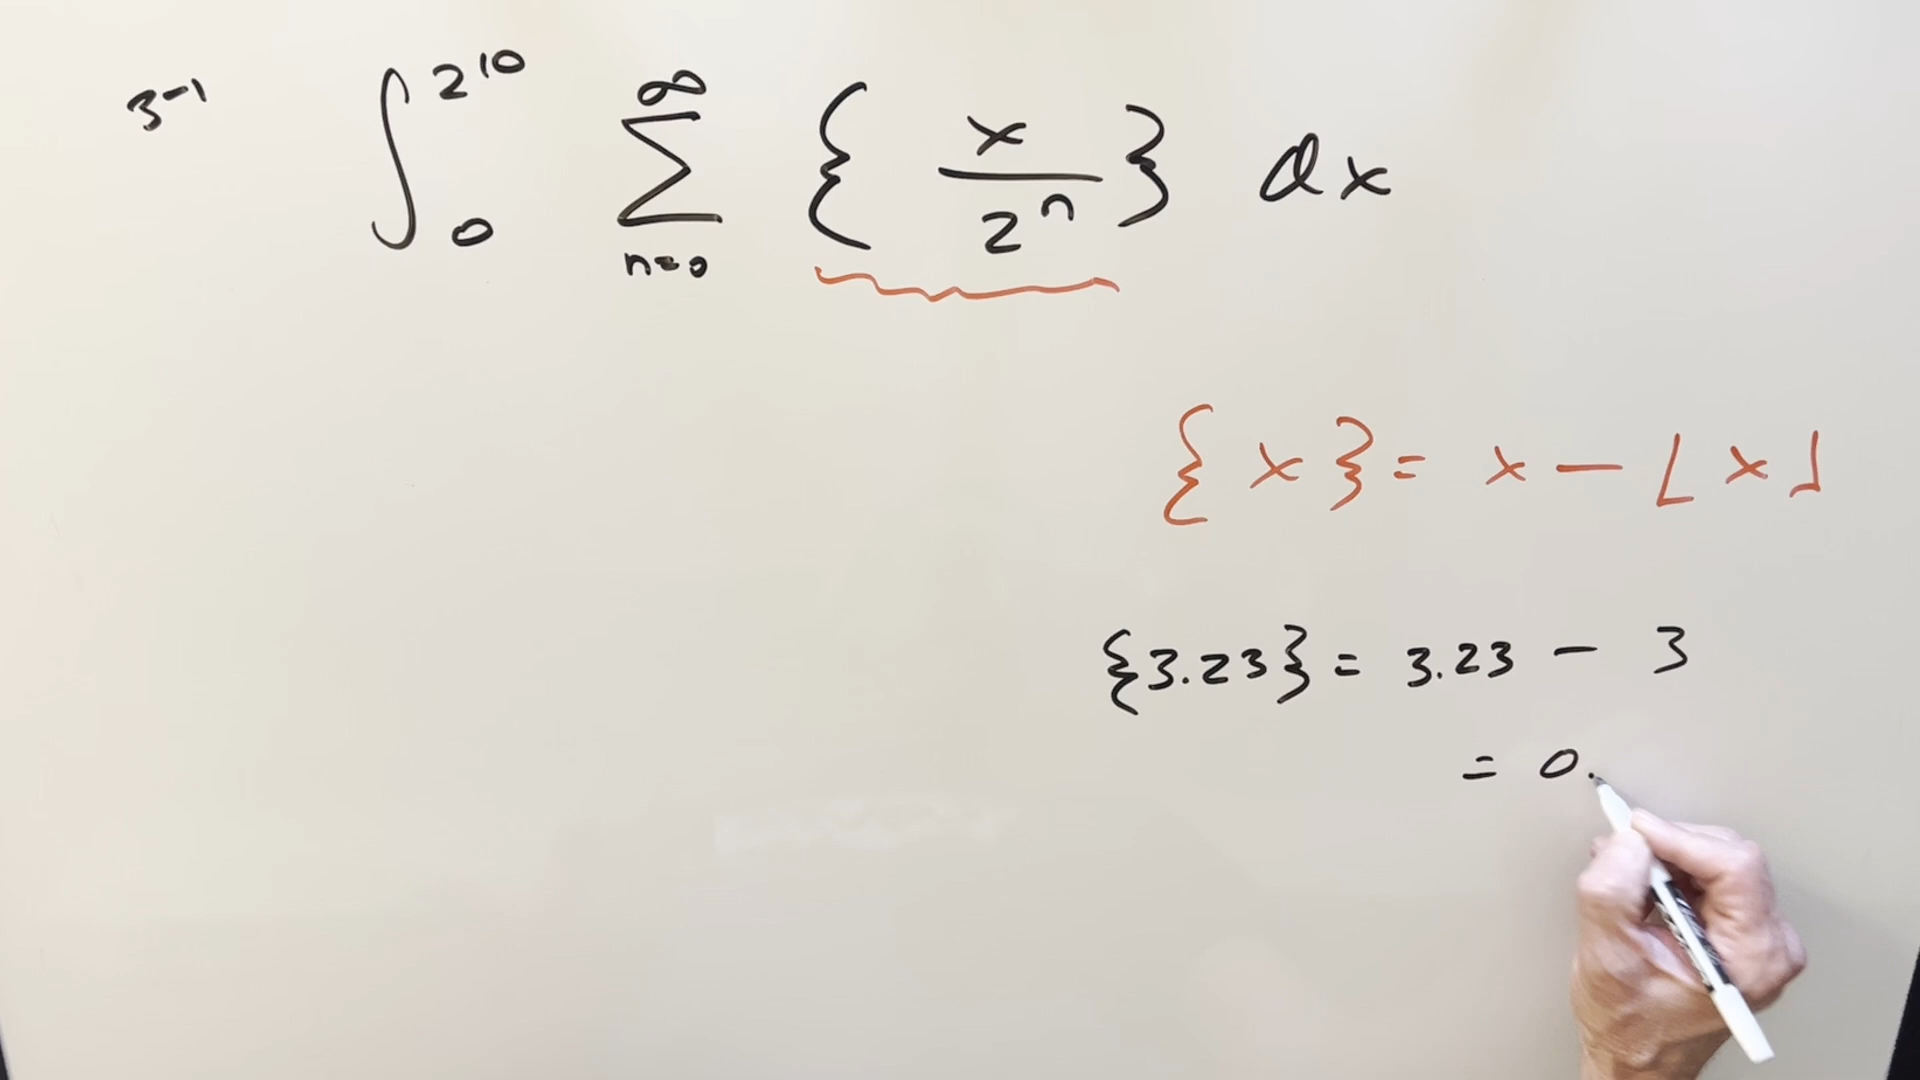 3-1 ∫₀^{2^{10}} ∑_{n=0}^{∞} { x / 2^n } dx
{x} = x - ⌊x⌋
{3.23} = 3.23 - 3
= 0.